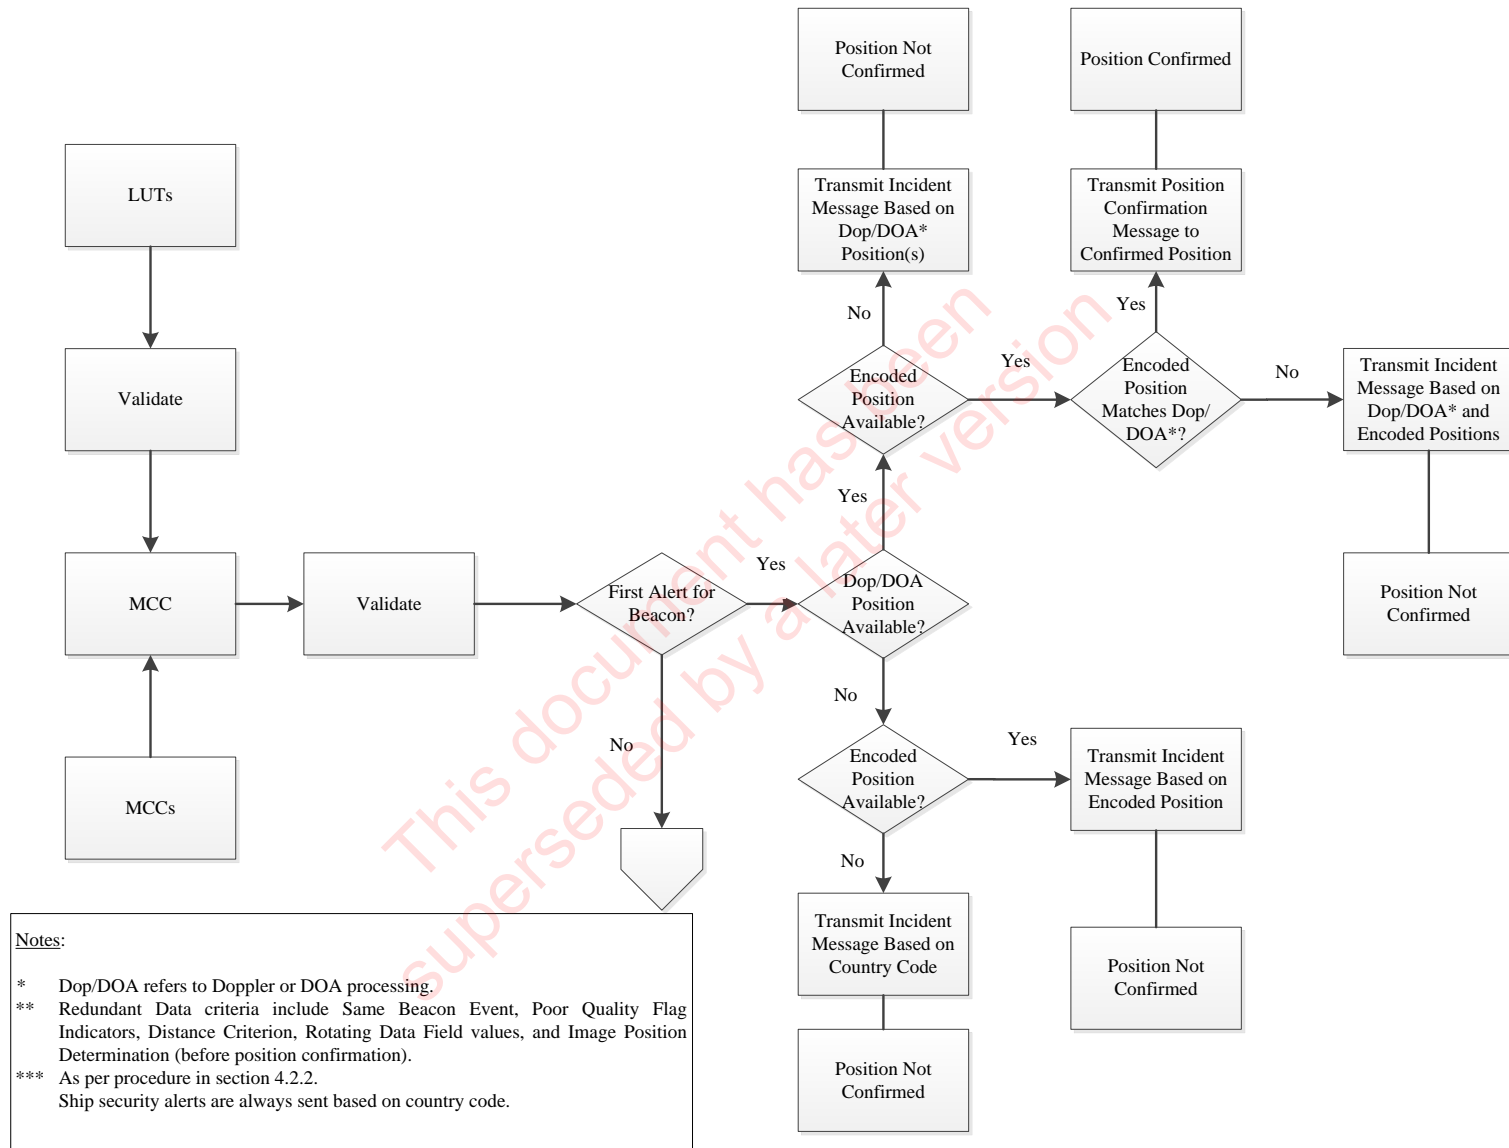 Position Not
Confirmed
Position Confirmed
LUTs
Transmit Incident
Message Based on
Dop/DOA*
Position(s)
Transmit Position
Confirmation
Message to
Confirmed Position
No
Yes
Validate
Encoded
Position
Available?
Yes
Encoded
Position
Matches Dop/
DOA*?
No
Transmit Incident
Message Based on
Dop/DOA* and
Encoded Positions
Yes
MCC
Validate
First Alert for
Beacon?
Yes
Dop/DOA
Position
Available?
Position Not
Confirmed
No
No
MCCs
Encoded
Position
Available?
Yes
Transmit Incident
Message Based on
Encoded Position
No
Transmit Incident
Message Based on
Country Code
Position Not
Confirmed
Position Not
Confirmed
Notes:
* Dop/DOA refers to Doppler or DOA processing.
** Redundant Data criteria include Same Beacon Event, Poor Quality Flag
Indicators, Distance Criterion, Rotating Data Field values, and Image Position
Determination (before position confirmation).
*** As per procedure in section 4.2.2.
Ship security alerts are always sent based on country code.
This document has been
superseded by a later version